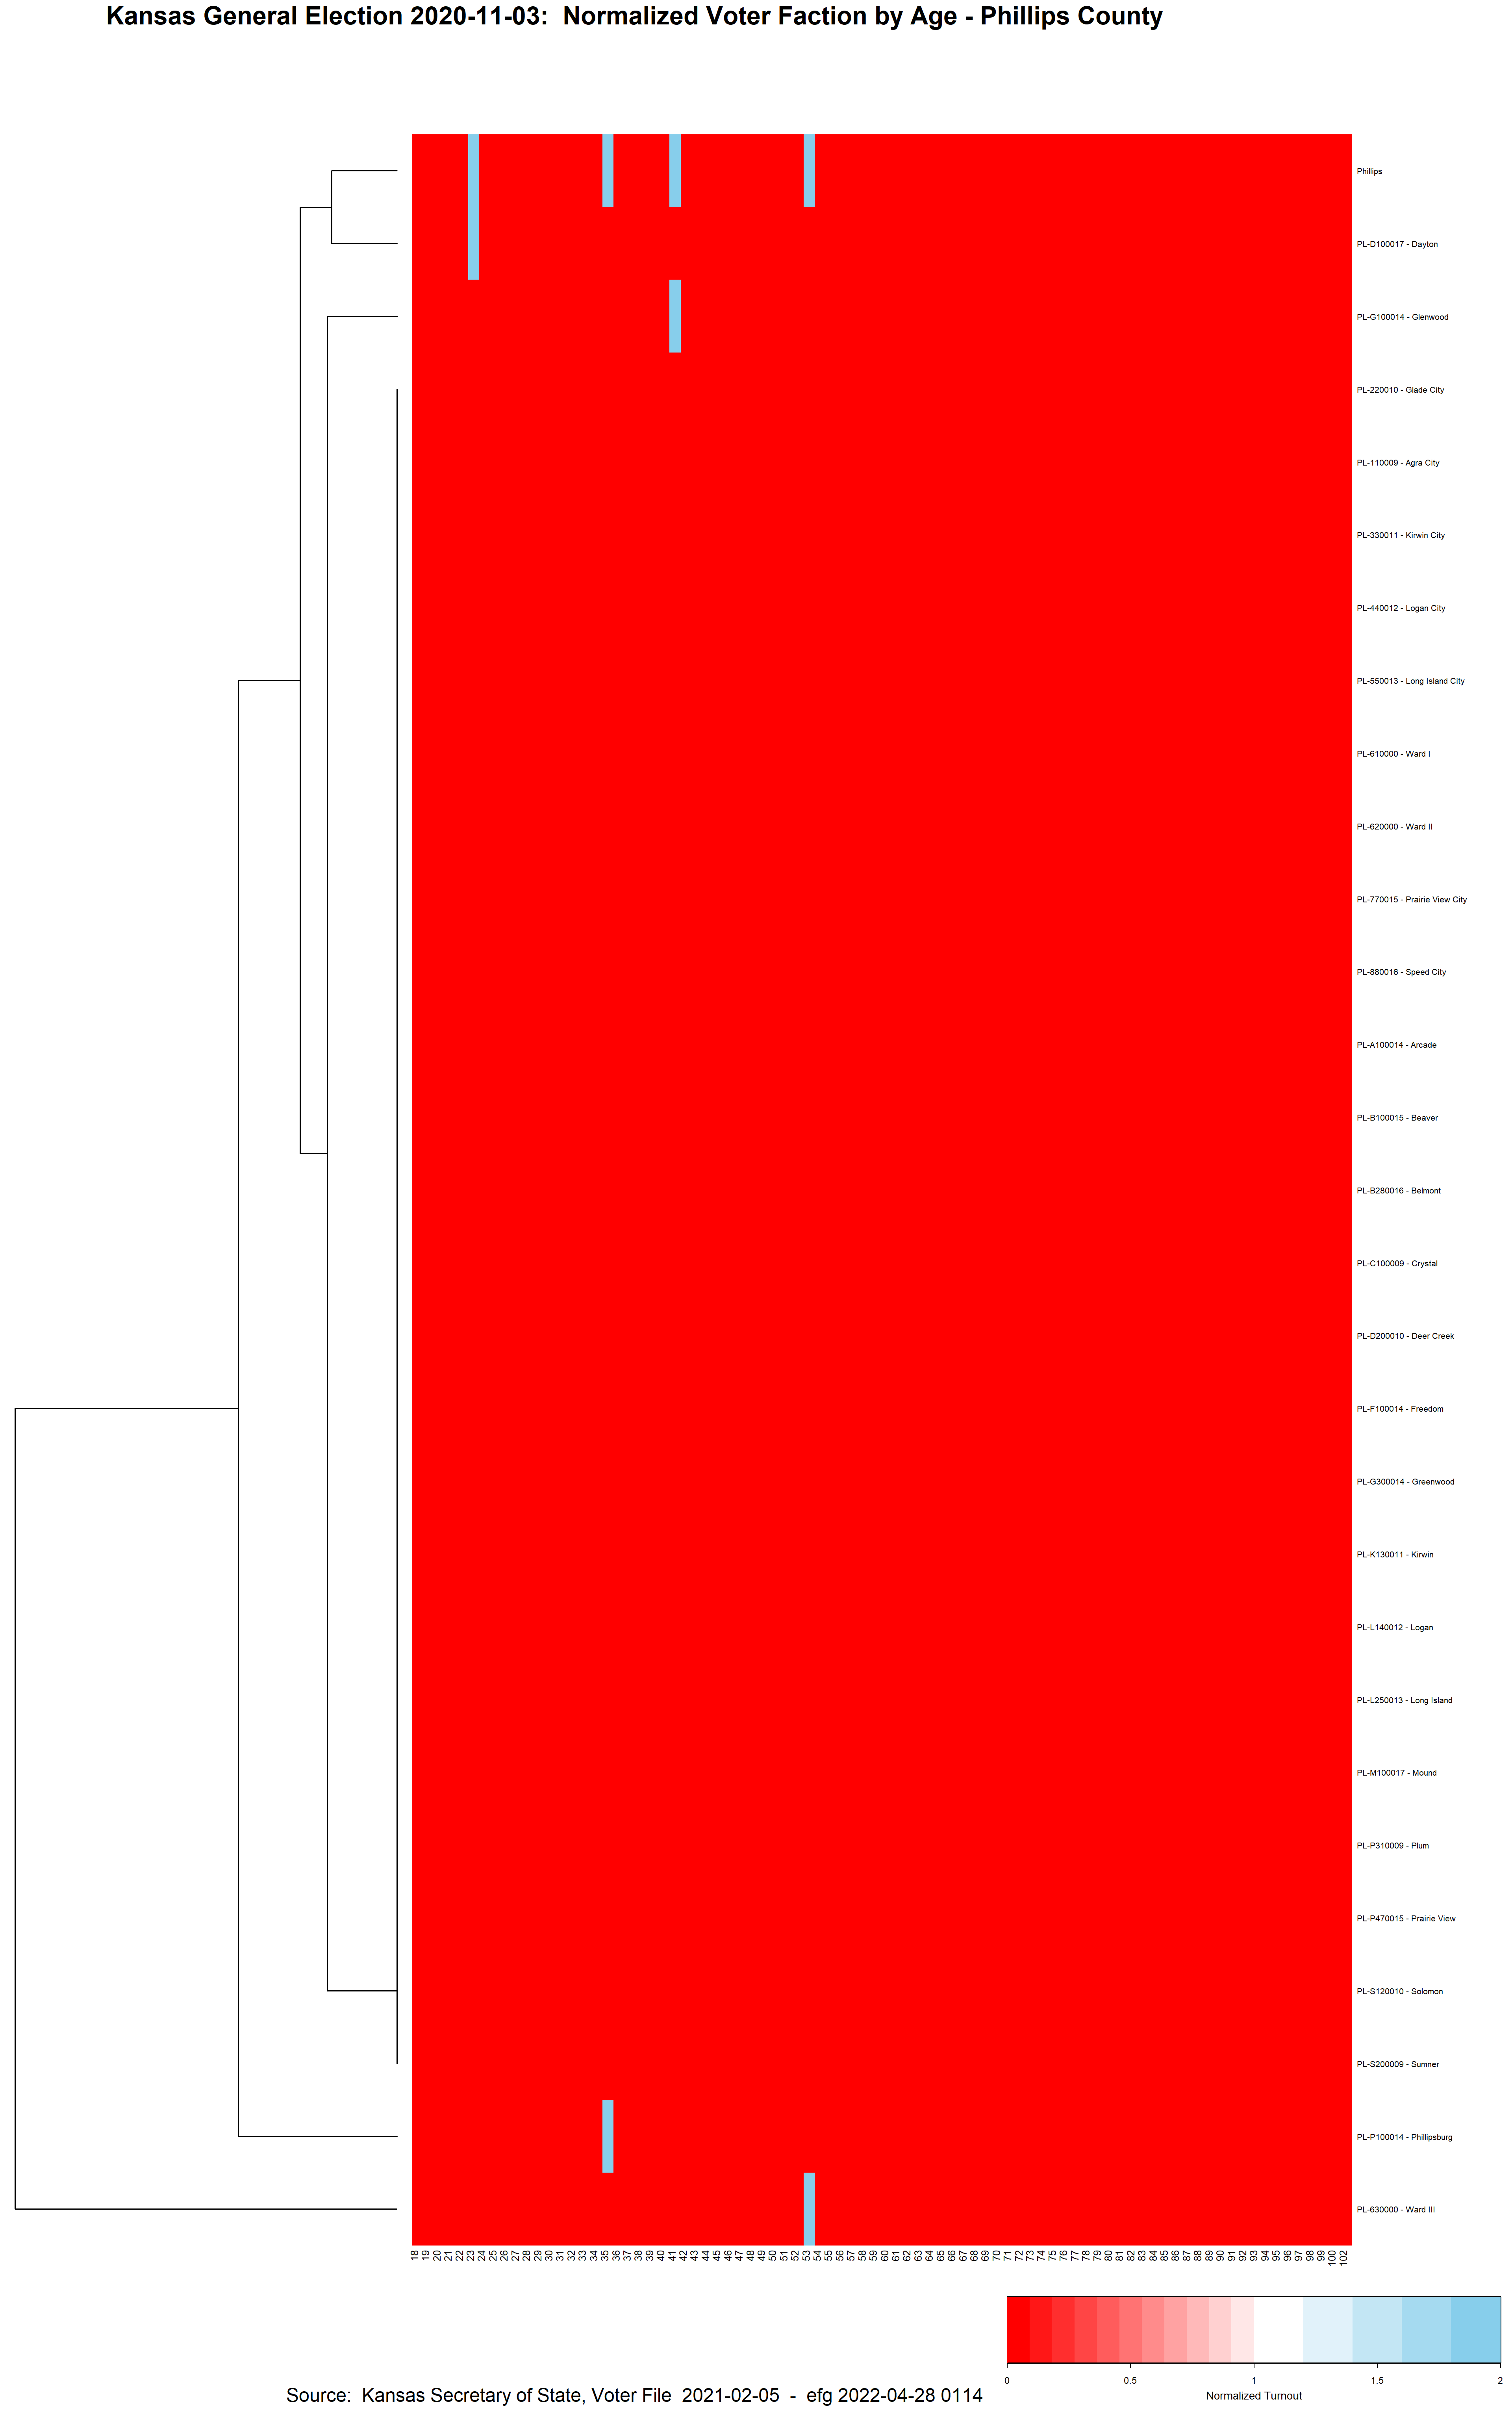 Kansas General Election 2020-11-03:  Normalized Voter Faction by Age - Phillips County
Phillips
PL-D100017 - Dayton
PL-G100014 - Glenwood
PL-220010 - Glade City
PL-110009 - Agra City
PL-330011 - Kirwin City
PL-440012 - Logan City
PL-550013 - Long Island City
PL-610000 - Ward I
PL-620000 - Ward II
PL-770015 - Prairie View City
PL-880016 - Speed City
PL-A100014 - Arcade
PL-B100015 - Beaver
PL-B280016 - Belmont
PL-C100009 - Crystal
PL-D200010 - Deer Creek
PL-F100014 - Freedom
PL-G300014 - Greenwood
PL-K130011 - Kirwin
PL-L140012 - Logan
PL-L250013 - Long Island
PL-M100017 - Mound
PL-P310009 - Plum
PL-P470015 - Prairie View
PL-S120010 - Solomon
PL-S200009 - Sumner
PL-P100014 - Phillipsburg
PL-630000 - Ward III
18 19 20 21 22 23 24 25 26 27 28 29 30 31 32 33 34 35 36 37 38 39 40 41 42 43 44 45 46 47 48 49 50 51 52 53 54 55 56 57 58 59 60 61 62 63 64 65 66 67 68 69 70 71 72 73 74 75 76 77 78 79 80 81 82 83 84 85 86 87 88 89 90 91 92 93 94 95 96 97 98 99 100 102
0 0.5 1 1.5 2
Normalized Turnout
Source:  Kansas Secretary of State, Voter File  2021-02-05  -  efg 2022-04-28 0114